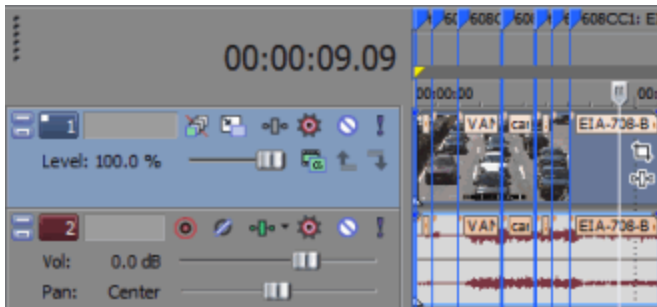 608CC1: E
00:00:09.09
00:00:00
00:
1
VAN
car
EIA-708-B
Level: 100.0 %
2
VAN
car
EIA-708-B
Vol: 0.0 dB
Pan: Center